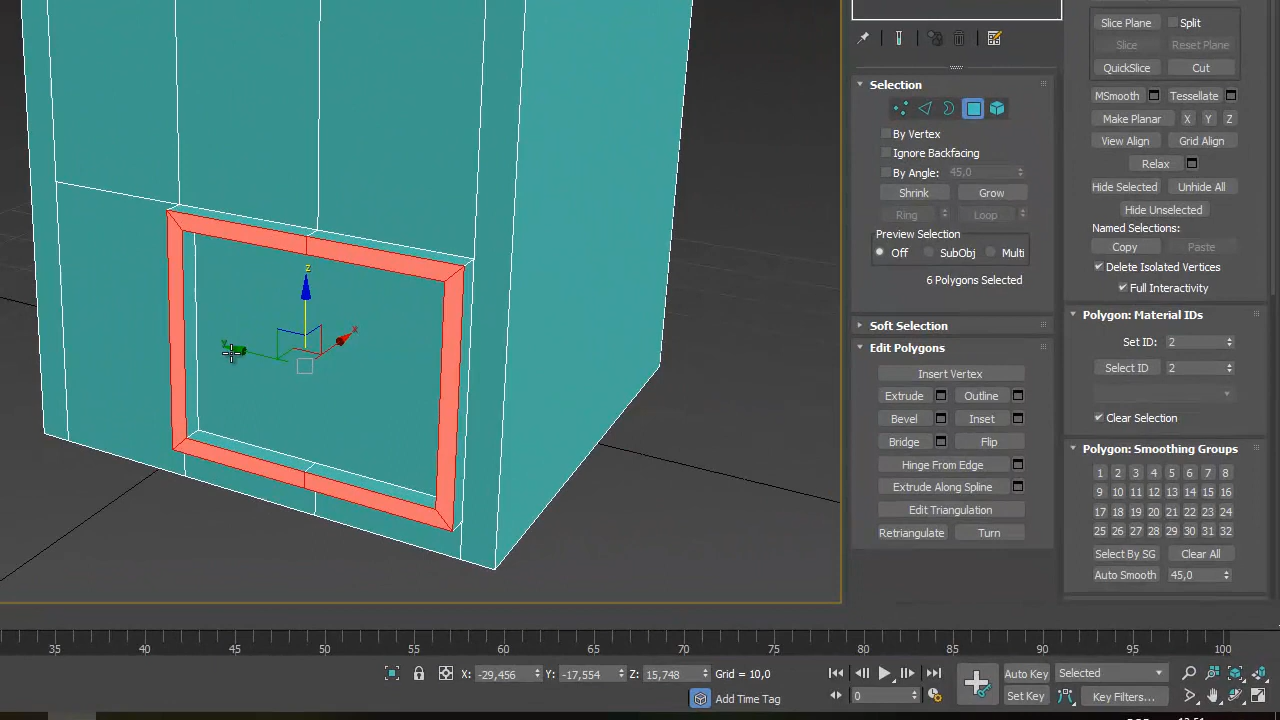 Slice Plane Split
Slice Reset Plane
QuickSlice Cut
MSmooth Tessellate
Make Planar X Y Z
View Align Grid Align
Relax
Hide Selected Unhide All
Hide Unselected
Named Selections:
Copy Paste
Delete Isolated Vertices
Full Interactivity
Polygon: Material IDs
Set ID: 2
Select ID 2
Clear Selection
Polygon: Smoothing Groups
1 2 3 4 5 6 7 8
9 10 11 12 13 14 15 16
17 18 19 20 21 22 23 24
25 26 27 28 29 30 31 32
Select By SG Clear All
Auto Smooth 45,0
Selection
By Vertex
Ignore Backfacing
By Angle: 45,0
Shrink Grow
Ring Loop
Preview Selection
Off SubObj Multi
6 Polygons Selected
Soft Selection
Edit Polygons
Insert Vertex
Extrude Outline
Bevel Inset
Bridge Flip
Hinge From Edge
Extrude Along Spline
Edit Triangulation
Retriangulate Turn
z
x
y
35 40 45 50 55 60 65 70 75 80 85 90 95 100
X: -29,456 Y: -17,554 Z: 15,748 Grid = 10,0
Auto Key Selected
Add Time Tag
0
Set Key Key Filters...